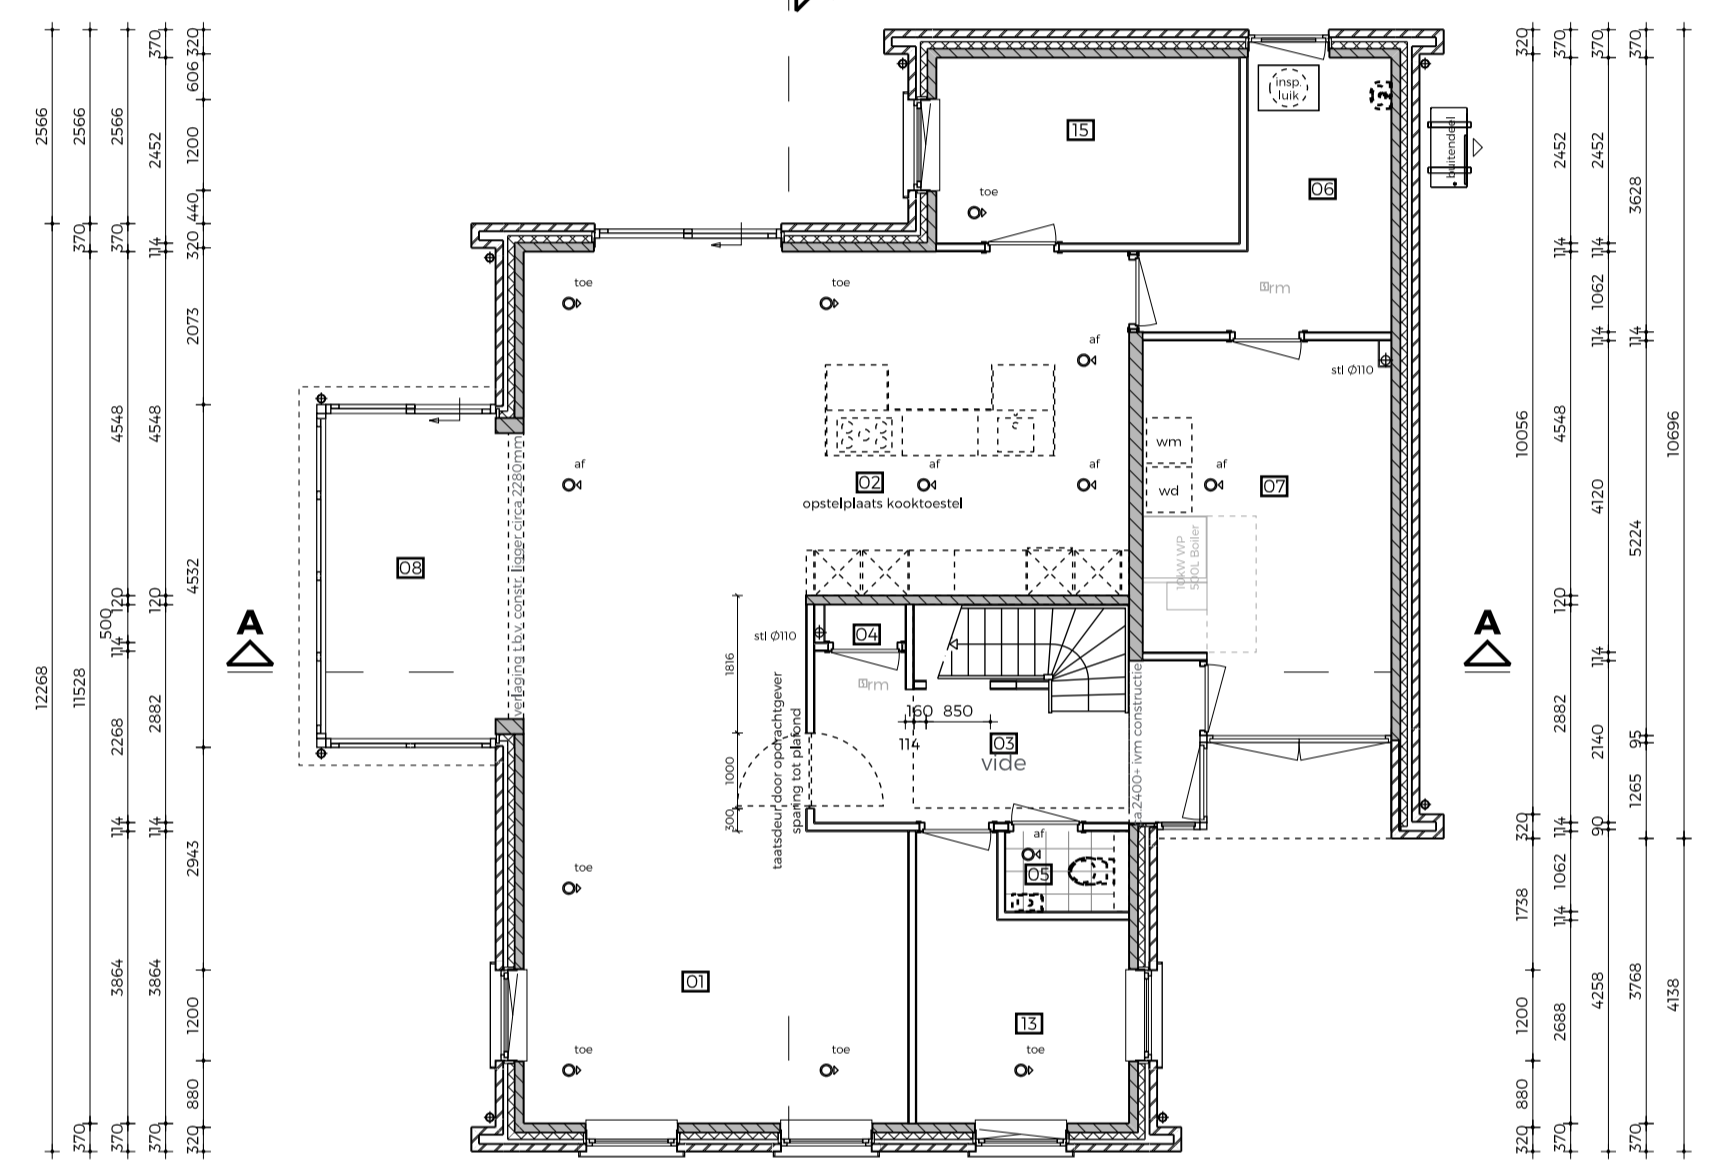 2566
12268
370
2566
11528
370
2566
370
4548
120
500
114
2268
114
3864
370
370
2452
114
4548
120
2882
114
3864
370
320
606
1200
440
320
2073
4532
2943
1200
880
320
insp.
luik
15
06
buitendeel
toe
toe
toe
rm
af
stl Ø110
verlaging t.b.v. constr. ligger circa 2280mm
af
02
af
af
opstelplaats kooktoestel
wm
wd
af
07
10kW WP
500L Boiler
08
A
A
stl Ø110
04
rm
1816
1000
300
taatsdeur door opdrachtgever
sparing tot plafond
160
850
114
03
vide
ca.2400+ ivm constructie
af
05
toe
01
13
toe
toe
toe
320
10056
320
1738
1200
880
320
370
2452
114
4548
120
2882
114
1062
114
2688
370
370
2452
114
1062
114
4120
114
2140
90
4258
370
3628
114
5224
95
1265
3768
370
10696
4138